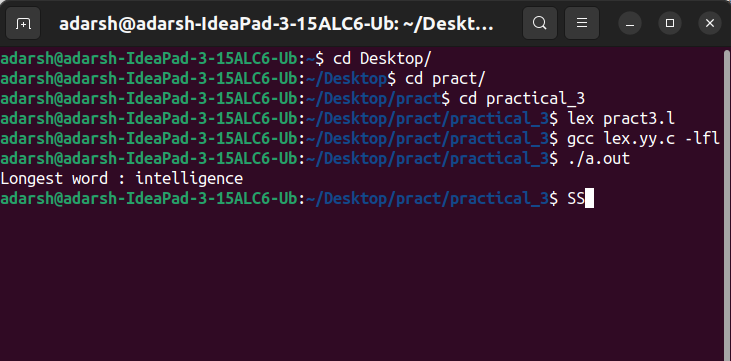 adarsh@adarsh-IdeaPad-3-15ALC6-Ub: ~/Deskt...
adarsh@adarsh-IdeaPad-3-15ALC6-Ub:~$ cd Desktop/
adarsh@adarsh-IdeaPad-3-15ALC6-Ub:~/Desktop$ cd pract/
adarsh@adarsh-IdeaPad-3-15ALC6-Ub:~/Desktop/pract$ cd practical_3
adarsh@adarsh-IdeaPad-3-15ALC6-Ub:~/Desktop/pract/practical_3$ lex pract3.l
adarsh@adarsh-IdeaPad-3-15ALC6-Ub:~/Desktop/pract/practical_3$ gcc lex.yy.c -lfl
adarsh@adarsh-IdeaPad-3-15ALC6-Ub:~/Desktop/pract/practical_3$ ./a.out
Longest word : intelligence
adarsh@adarsh-IdeaPad-3-15ALC6-Ub:~/Desktop/pract/practical_3$ SS